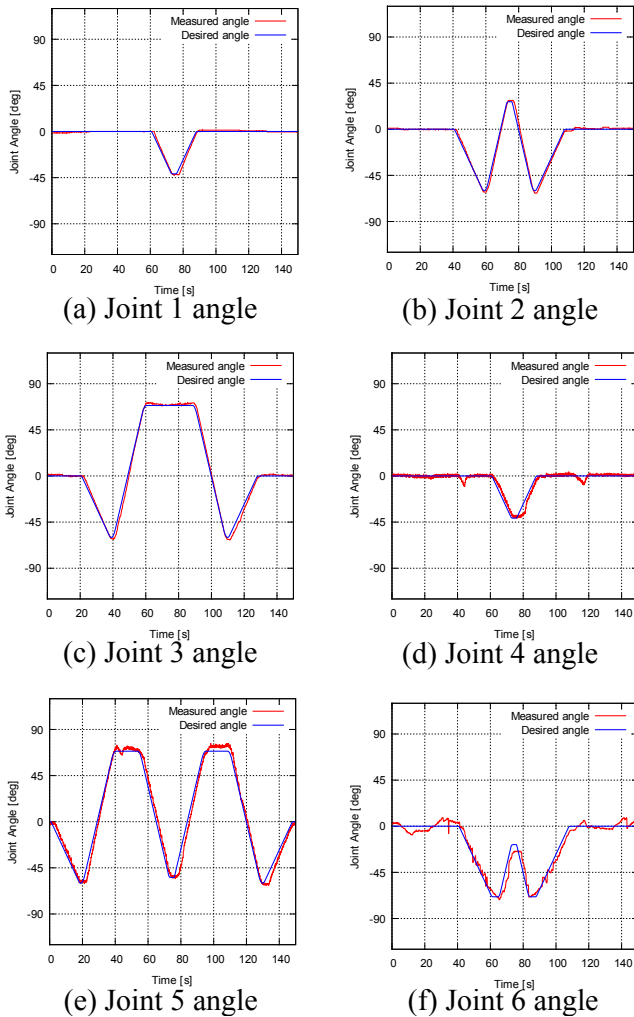 Measured angle
Desired angle
90
45
0
-45
-90
Joint Angle [deg]
0 20 40 60 80 100 120 140
Time [s]
(a) Joint 1 angle
Measured angle
Desired angle
90
45
0
-45
-90
Joint Angle [deg]
0 20 40 60 80 100 120 140
Time [s]
(b) Joint 2 angle
Measured angle
Desired angle
90
45
0
-45
-90
Joint Angle [deg]
0 20 40 60 80 100 120 140
Time [s]
(c) Joint 3 angle
Measured angle
Desired angle
90
45
0
-45
-90
Joint Angle [deg]
0 20 40 60 80 100 120 140
Time [s]
(d) Joint 4 angle
Measured angle
Desired angle
90
45
0
-45
-90
Joint Angle [deg]
0 20 40 60 80 100 120 140
Time [s]
(e) Joint 5 angle
Measured angle
Desired angle
90
45
0
-45
-90
Joint Angle [deg]
0 20 40 60 80 100 120 140
Time [s]
(f) Joint 6 angle